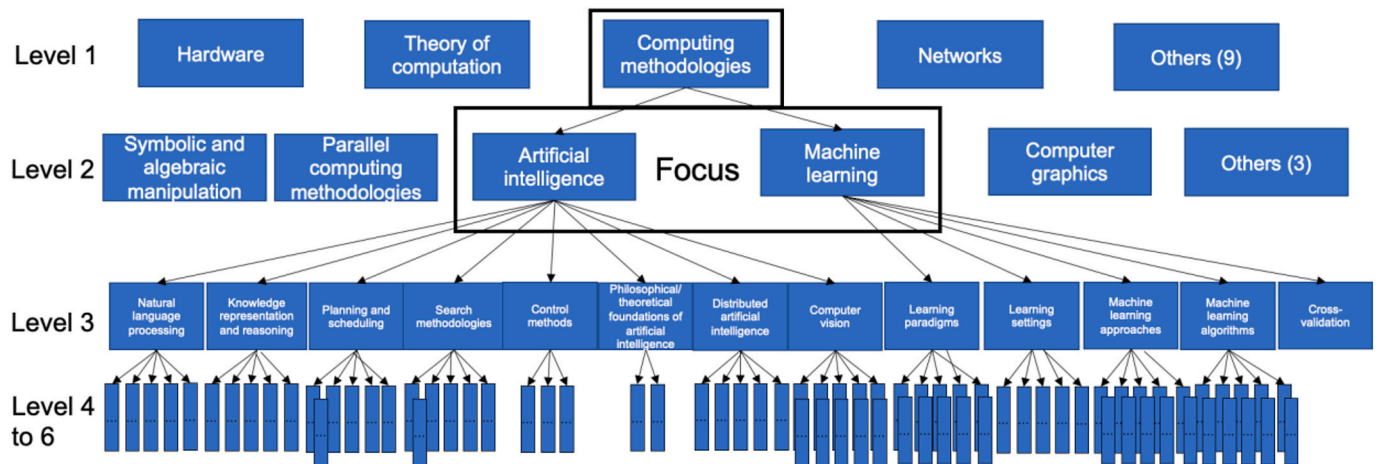 Level 1
Hardware
Theory of
computation
Computing
methodologies
Networks
Others (9)
Level 2
Symbolic and
algebraic
manipulation
Parallel
computing
methodologies
Artificial
intelligence
Focus
Machine
learning
Computer
graphics
Others (3)
Level 3
Natural
language
processing
Knowledge
representation
and reasoning
Planning and
scheduling
Search
methodologies
Control
methods
Philosophical/
theoretical
foundations of
artificial
intelligence
Distributed
artificial
intelligence
Computer
vision
Learning
paradigms
Learning
settings
Machine
learning
approaches
Machine
learning
algorithms
Cross-
validation
Level 4
to 6